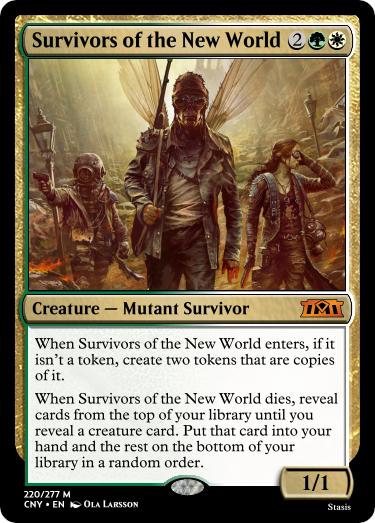 Survivors of the New World 2
Creature — Mutant Survivor
When Survivors of the New World enters, if it
isn't a token, create two tokens that are copies
of it.
When Survivors of the New World dies, reveal
cards from the top of your library until you
reveal a creature card. Put that card into your
hand and the rest on the bottom of your
library in a random order.
1/1
220/277 M
CNY • EN Ola Larsson
Stasis